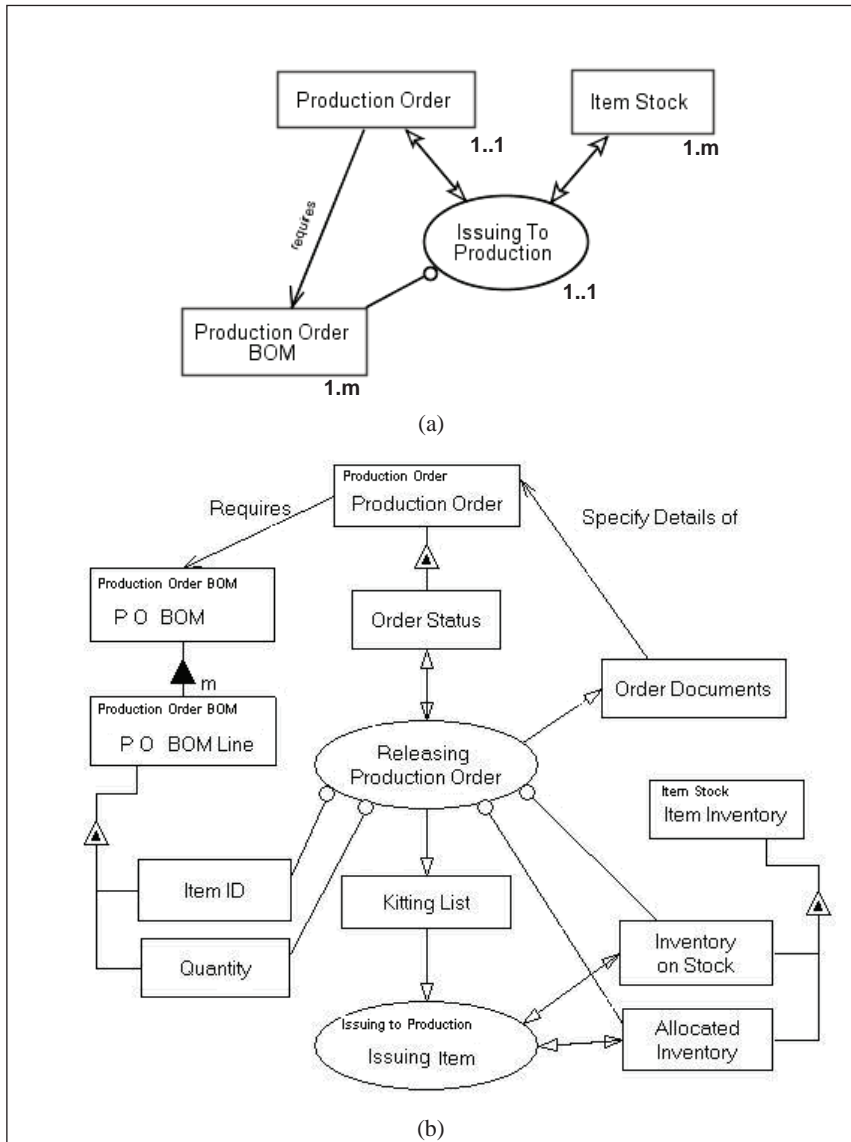 Production Order
Item Stock
1..1
1.m
requires
Issuing To
Production
1..1
Production Order
BOM
1.m
(a)
Production Order
Production Order
Requires
Specify Details of
Production Order BOM
P O BOM
Order Status
m
Order Documents
Production Order BOM
P O BOM Line
Releasing
Production Order
Item Stock
Item Inventory
Item ID
Kitting List
Inventory
on Stock
Quantity
Issuing to Production
Issuing Item
Allocated
Inventory
(b)